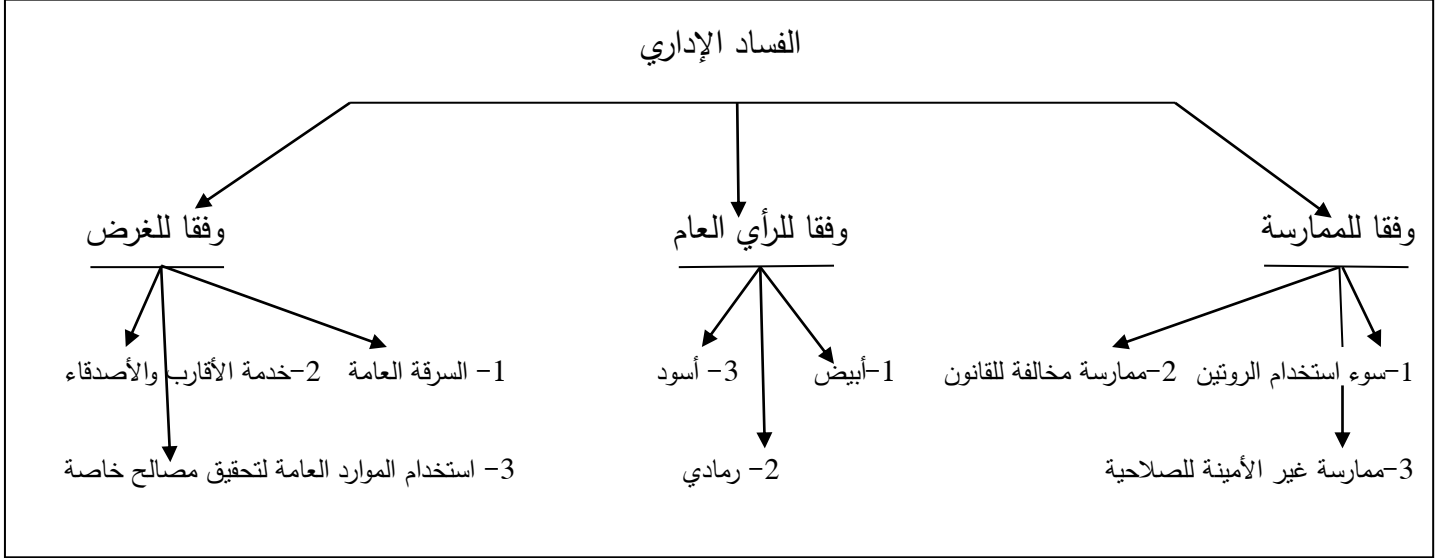 الفساد الإداري
وفقا للممارسة
وفقا للرأي العام
وفقا للغرض
1-سوء استخدام الروتين
2-ممارسة مخالفة للقانون
1-أبيض
3- أسود
1- السرقة العامة
2-خدمة الأقارب والأصدقاء
3-ممارسة غير الأمينة للصلاحية
2- رمادي
3- استخدام الموارد العامة لتحقيق مصالح خاصة